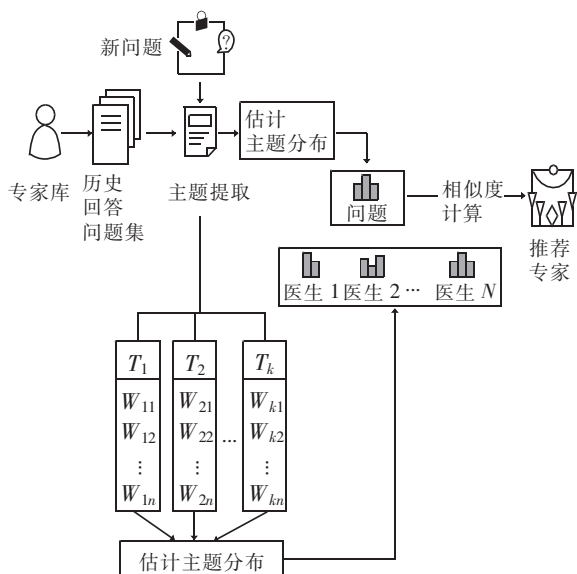 新问题
?
估计
主题分布
专家库
历史
回答
问题集
主题提取
问题
相似度
计算
推荐
专家
医生 1 医生 2 ··· 医生 N
T1 T2 Tk
W11 W21 Wk1
W12 W22 ... Wk2
⋮ ⋮ ⋮
W1n W2n Wkn
估计主题分布